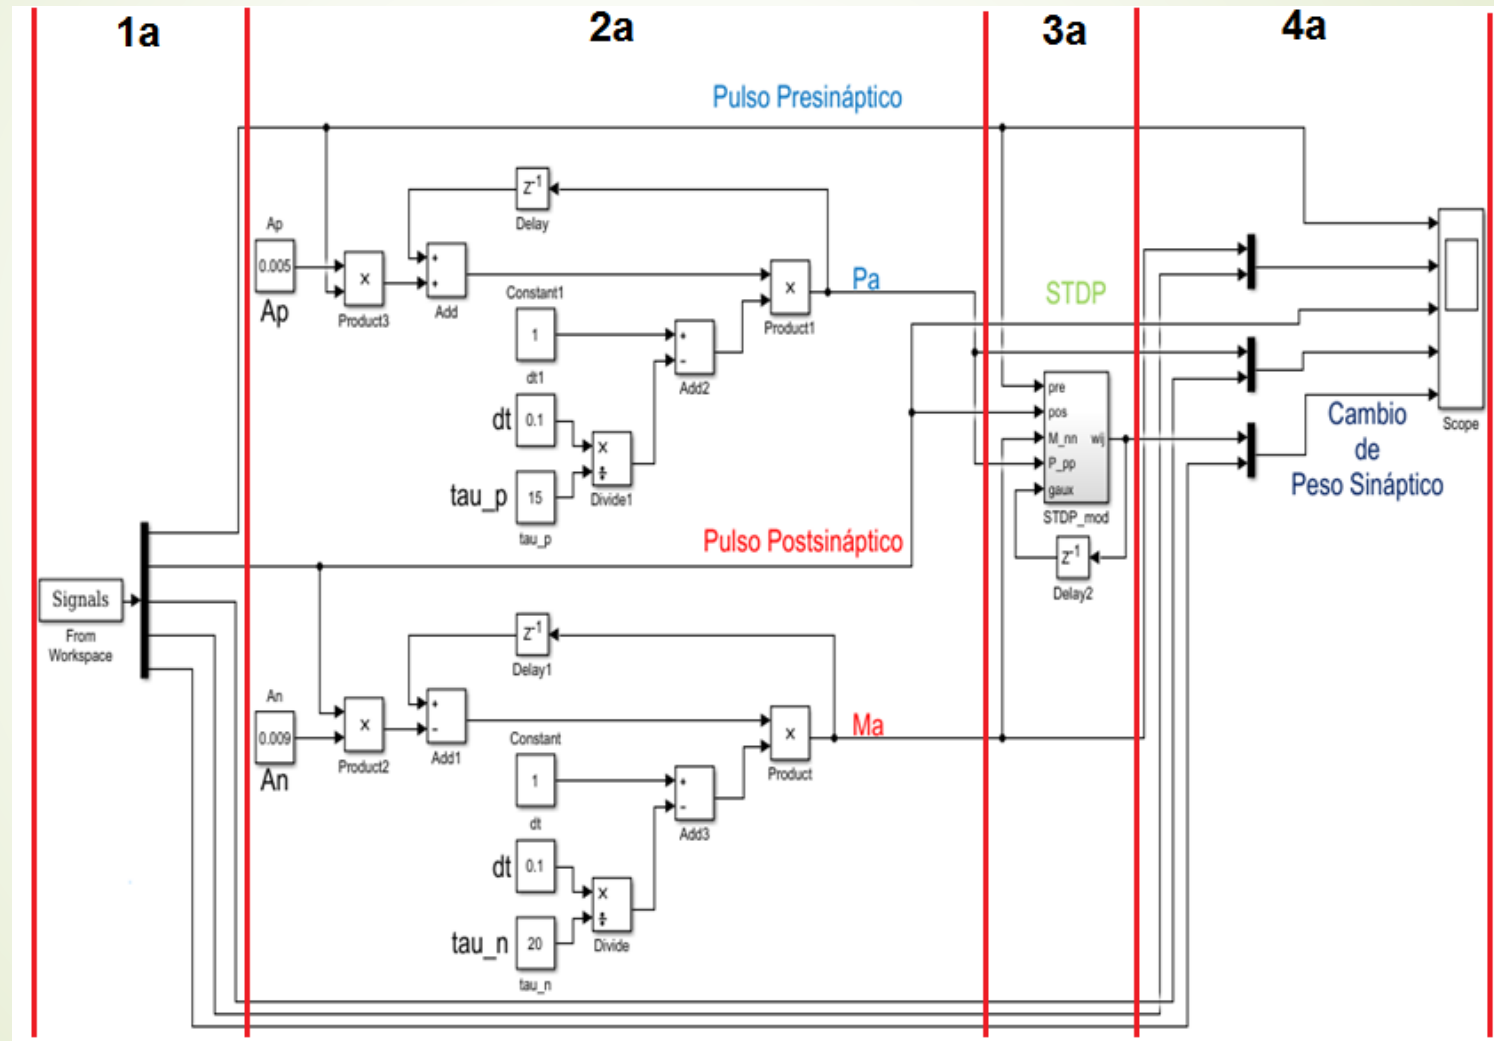 1a
2a
3a
4a
Pulso Presináptico
Z-1
Delay
Ap
0.005
Ap
x
Product3
+
+
Add
Constant1
1
dt1
+
-
Add2
x
Product1
Pa
dt
0.1
x
÷
Divide1
tau_p
15
tau_p
STDP
pre
pos
M_nn wij
P_pp
gaux
STDP_mod
Z-1
Delay2
Scope
Cambio
de
Peso Sináptico
Pulso Postsináptico
Signals
From
Workspace
Z-1
Delay1
An
0.009
An
x
Product2
+
-
Add1
Constant
1
dt
+
-
Add3
x
Product
Ma
dt
0.1
x
÷
Divide
tau_n
20
tau_n